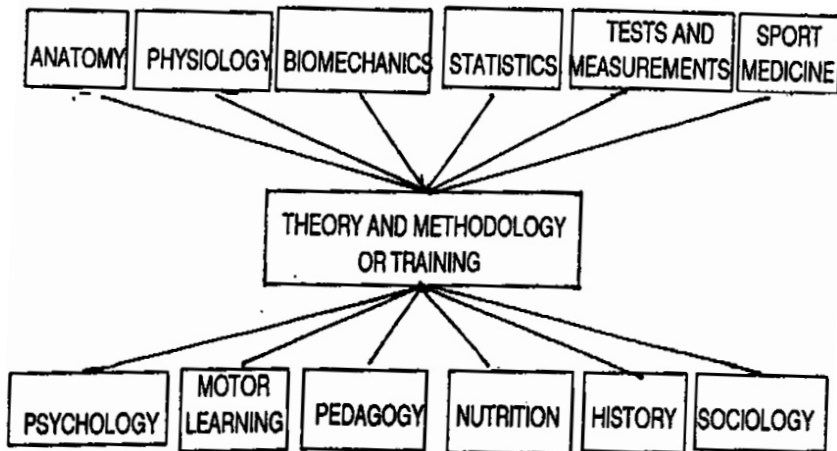 ANATOMY
PHYSIOLOGY
BIOMECHANICS
STATISTICS
TESTS AND
MEASUREMENTS
SPORT
MEDICINE
THEORY AND METHODOLOGY
OR TRAINING
PSYCHOLOGY
MOTOR
LEARNING
PEDAGOGY
NUTRITION
HISTORY
SOCIOLOGY